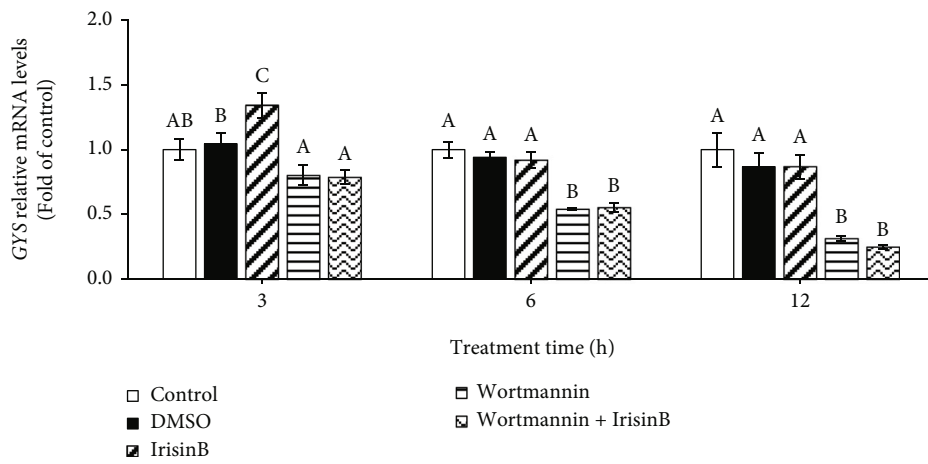 GYS relative mRNA levels
(Fold of control)
2.0
1.5
1.0
0.5
0.0
AB B C A A
A A A B B
A A A B B
3 6 12
Treatment time (h)
Control
DMSO
IrisinB
Wortmannin
Wortmannin + IrisinB